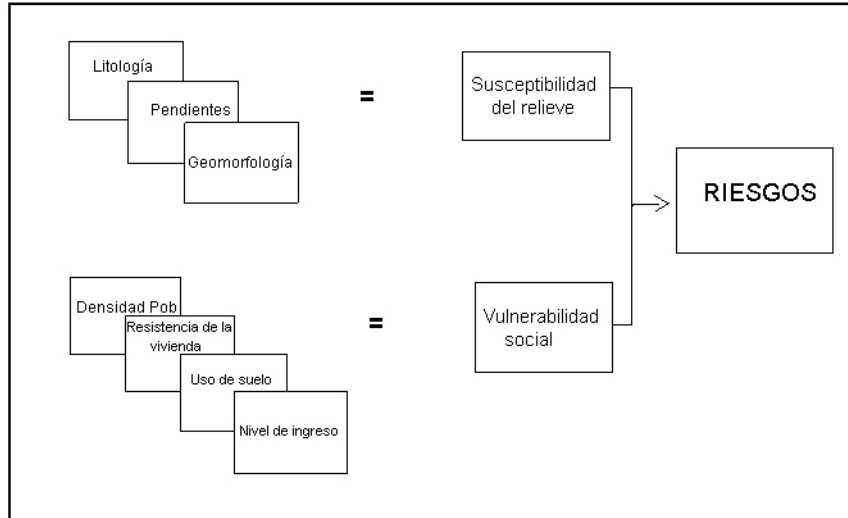 Litología
Pendientes
Geomorfología
=
Susceptibilidad
del relieve
RIESGOS
Densidad Pob
Resistencia de la
vivienda
Uso de suelo
Nivel de ingreso
=
Vulnerabilidad
social